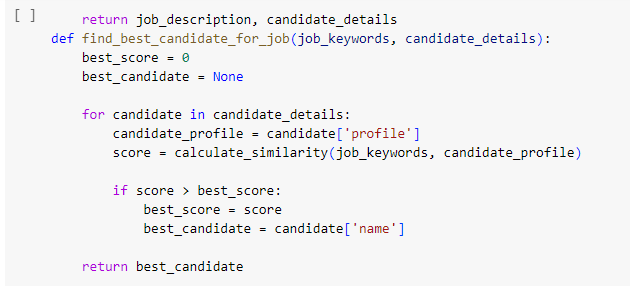 [ ] return job_description, candidate_details
def find_best_candidate_for_job(job_keywords, candidate_details):
best_score = 0
best_candidate = None
for candidate in candidate_details:
candidate_profile = candidate['profile']
score = calculate_similarity(job_keywords, candidate_profile)
if score > best_score:
best_score = score
best_candidate = candidate['name']
return best_candidate